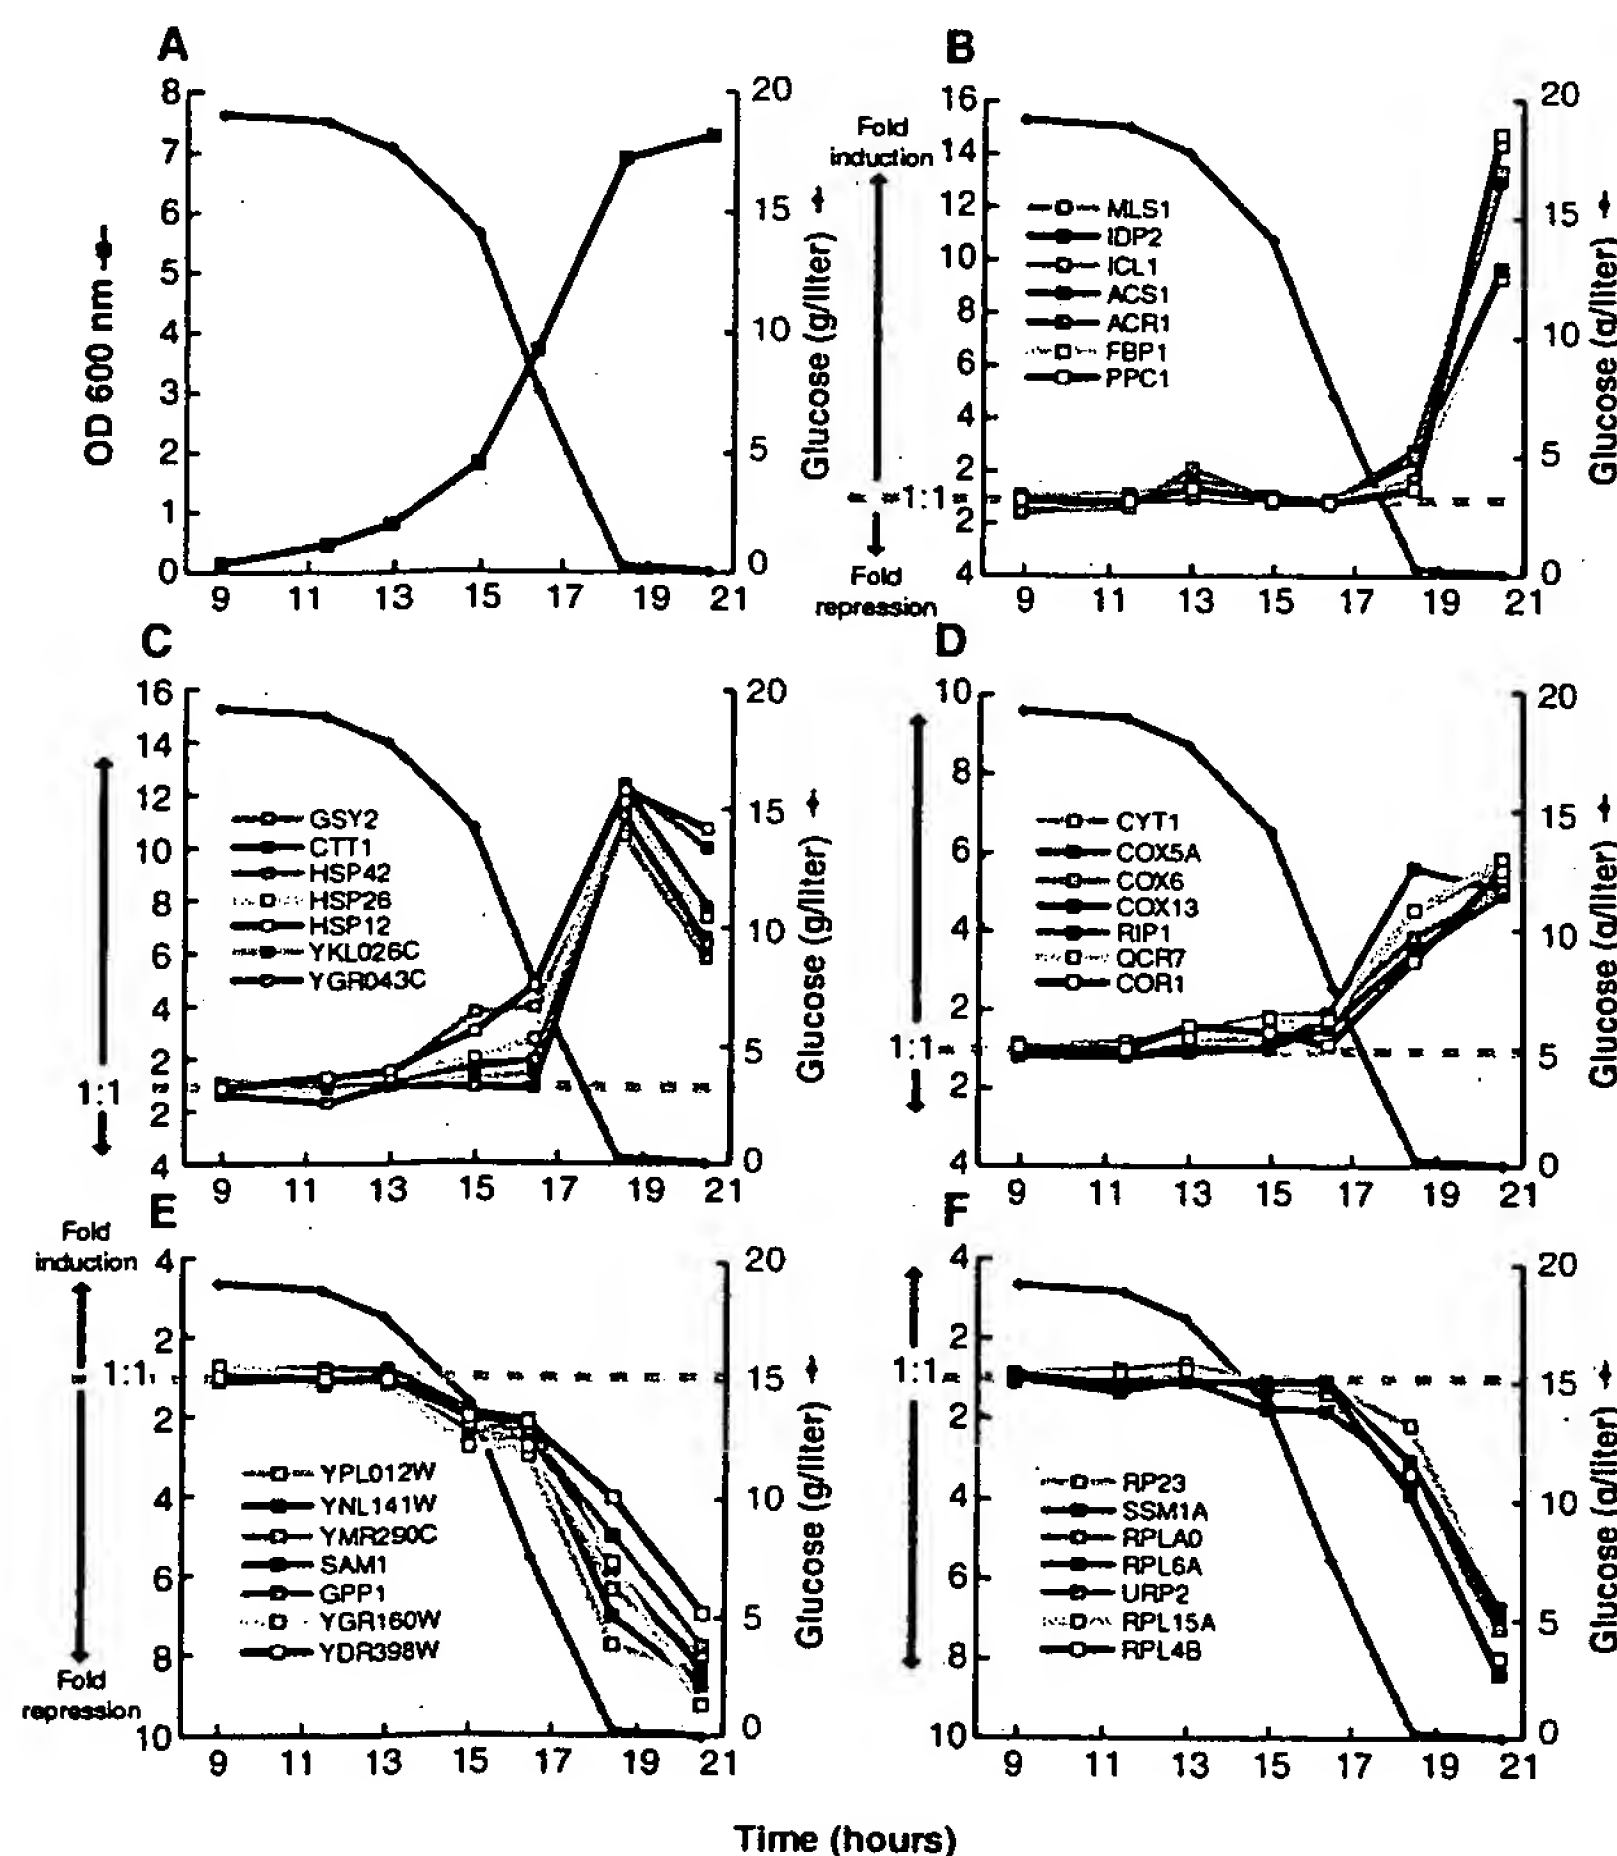 A
8
7
6
5
4
3
2
1
0
OD 600 nm
20
15
10
5
0
Glucose (g/liter)
9 11 13 15 17 19 21
B
Fold
induction
16
14
12
10
8
6
4
2
1:1
2
4
Fold
repression
MLS1
IDP2
ICL1
ACS1
ACR1
FBP1
PPC1
20
15
10
5
0
Glucose (g/liter)
9 11 13 15 17 19 21
C
16
14
12
10
8
6
4
2
1:1
2
4
GSY2
CTT1
HSP42
HSP26
HSP12
YKL026C
YGR043C
20
15
10
5
0
Glucose (g/liter)
9 11 13 15 17 19 21
D
10
8
6
4
2
1:1
2
4
CYT1
COX5A
COX6
COX13
RIP1
QCR7
COR1
20
15
10
5
0
Glucose (g/liter)
9 11 13 15 17 19 21
E
Fold
induction
4
2
1:1
2
4
6
8
10
Fold
repression
YPL012W
YNL141W
YMR290C
SAM1
GPP1
YGR160W
YDR398W
20
15
10
5
0
Glucose (g/liter)
9 11 13 15 17 19 21
F
4
2
1:1
2
4
6
8
10
RP23
SSM1A
RPLA0
RPL6A
URP2
RPL15A
RPL4B
20
15
10
5
0
Glucose (g/liter)
9 11 13 15 17 19 21
Time (hours)